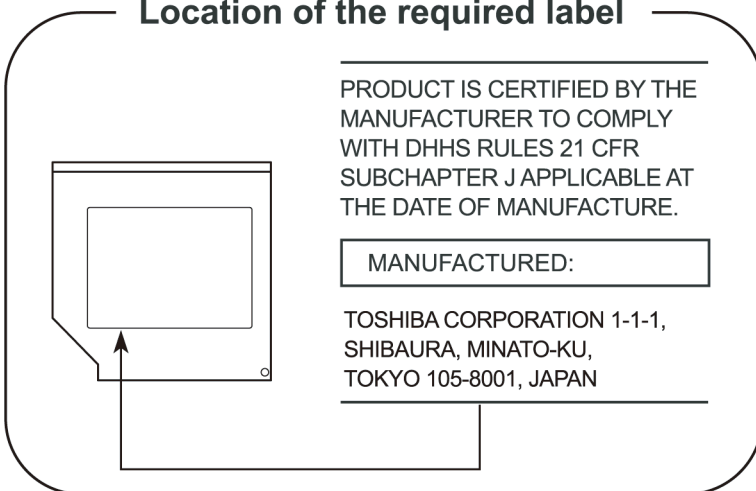 Location of the required label
PRODUCT IS CERTIFIED BY THE
MANUFACTURER TO COMPLY
WITH DHHS RULES 21 CFR
SUBCHAPTER J APPLICABLE AT
THE DATE OF MANUFACTURE.
MANUFACTURED:
TOSHIBA CORPORATION 1-1-1,
SHIBAURA, MINATO-KU,
TOKYO 105-8001, JAPAN